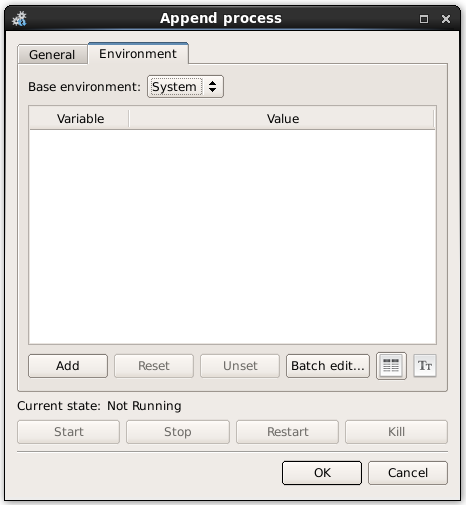 Append process
General Environment
Base environment: System
Variable Value
Add Reset Unset Batch edit... Tт
Current state: Not Running
Start Stop Restart Kill
OK Cancel